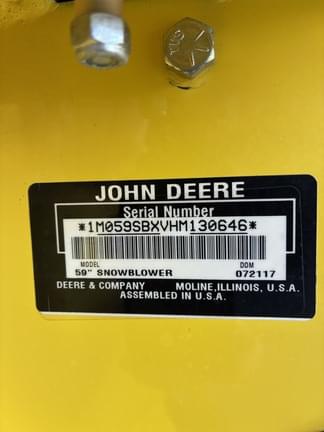 JOHN DEERE
Serial Number
*1M059SBXVHM130646*
MODEL DOM
59" SNOWBLOWER 072117
DEERE & COMPANY MOLINE, ILLINOIS, U.S.A.
ASSEMBLED IN U.S.A.